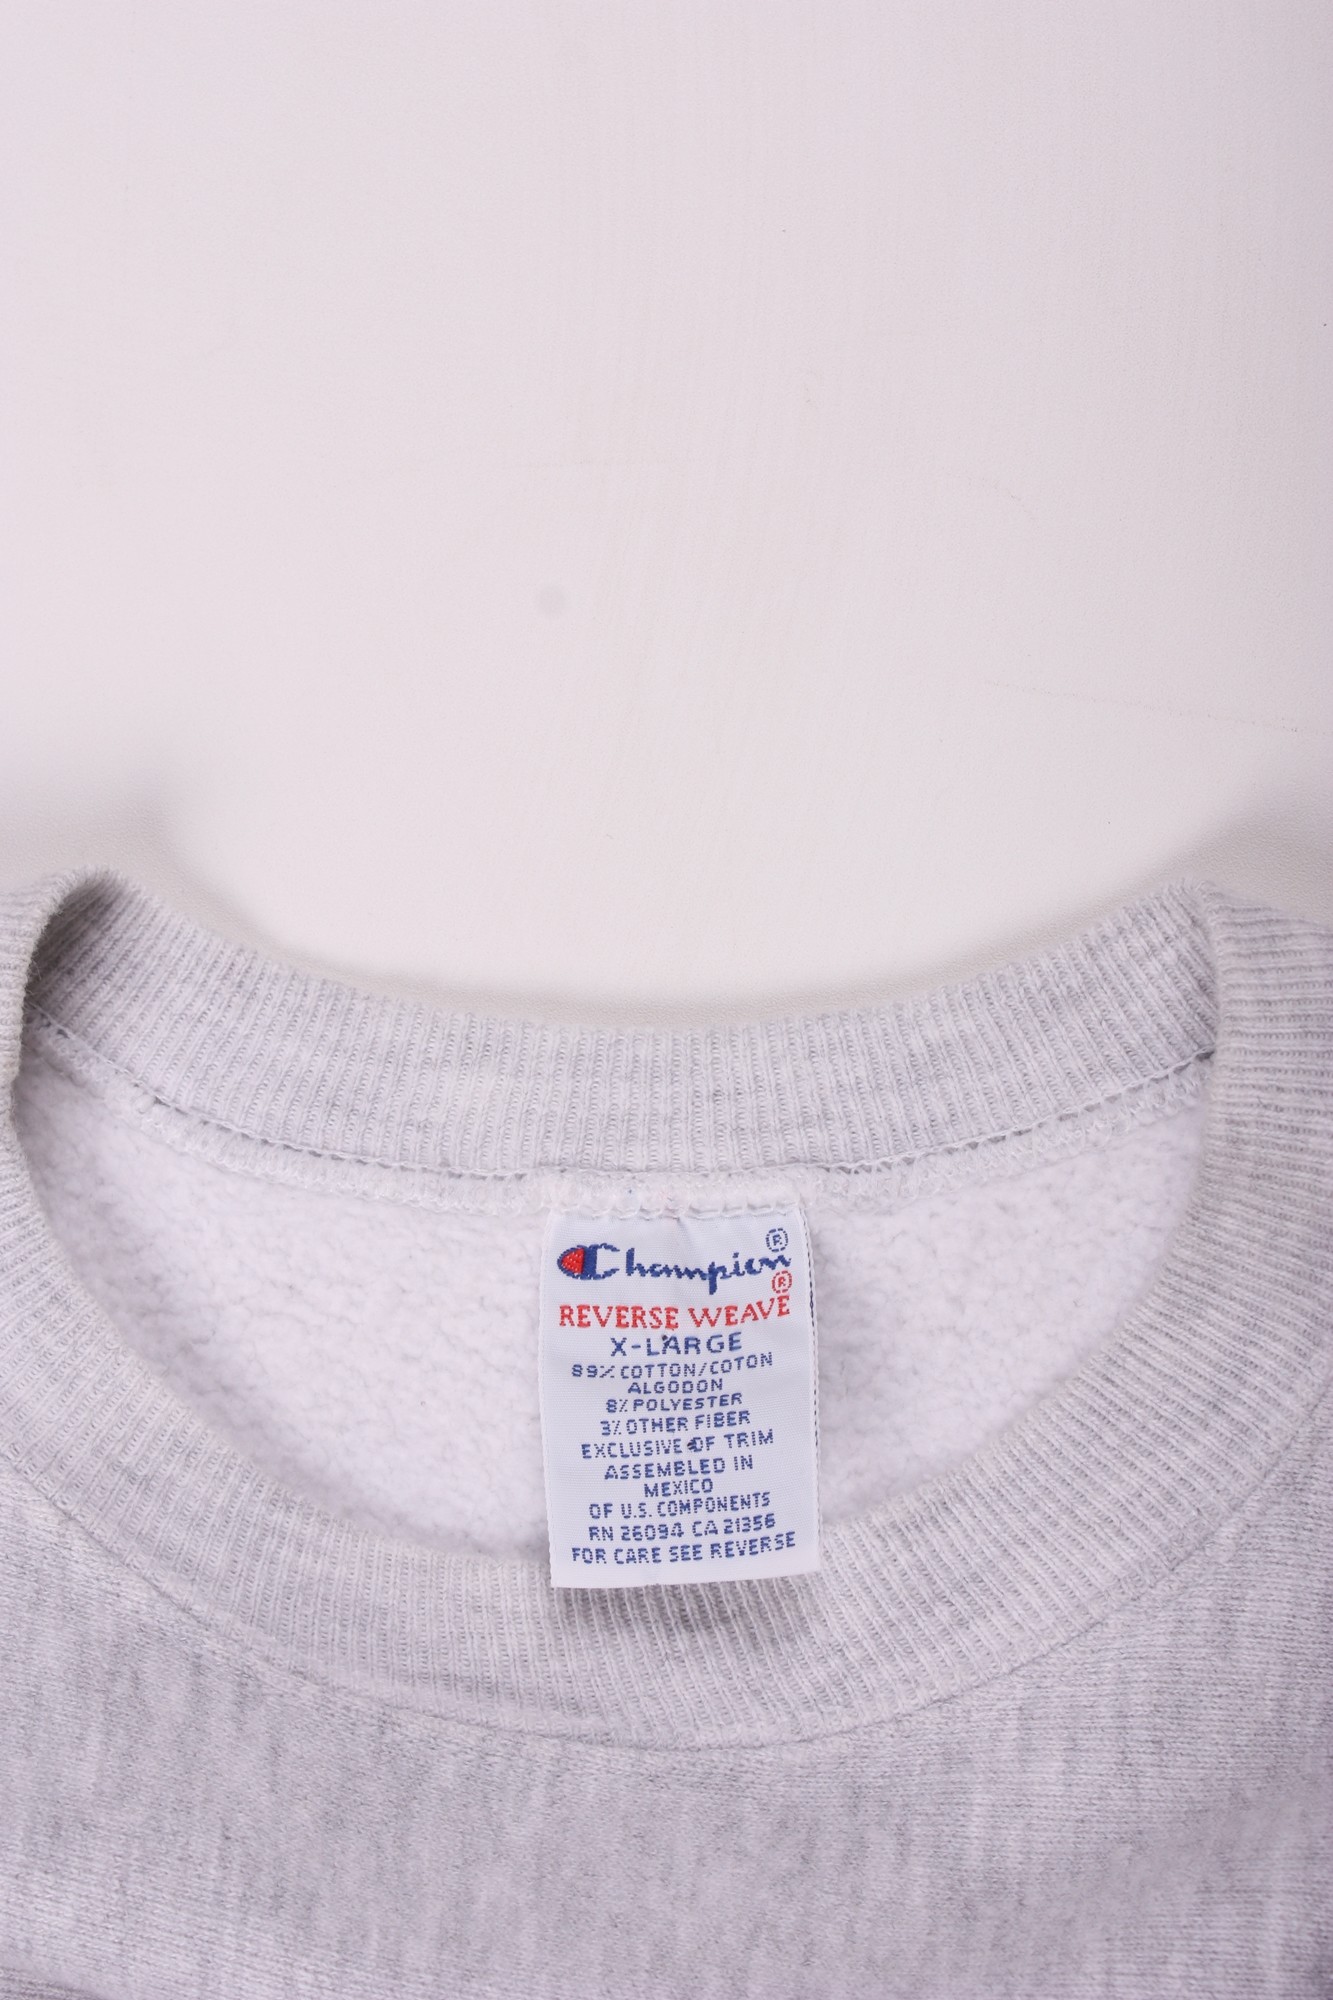 Champion®
REVERSE WEAVE®
X-LARGE
89% COTTON/COTON
ALGODON
8% POLYESTER
3% OTHER FIBER
EXCLUSIVE OF TRIM
ASSEMBLED IN
MEXICO
OF U.S. COMPONENTS
RN 26094 CA 21356
FOR CARE SEE REVERSE